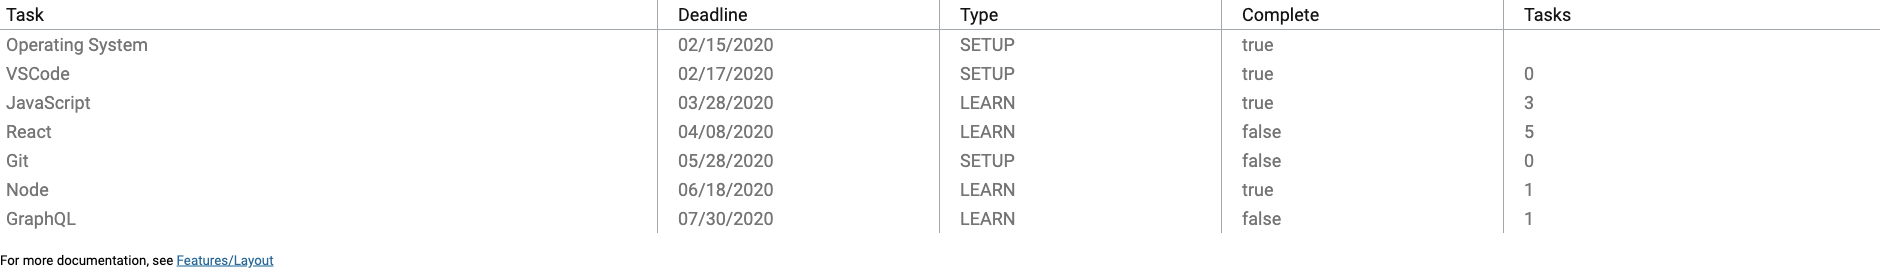 Task Deadline Type Complete Tasks
Operating System 02/15/2020 SETUP true
VSCode 02/17/2020 SETUP true 0
JavaScript 03/28/2020 LEARN true 3
React 04/08/2020 LEARN false 5
Git 05/28/2020 SETUP false 0
Node 06/18/2020 LEARN true 1
GraphQL 07/30/2020 LEARN false 1
For more documentation, see Features/Layout